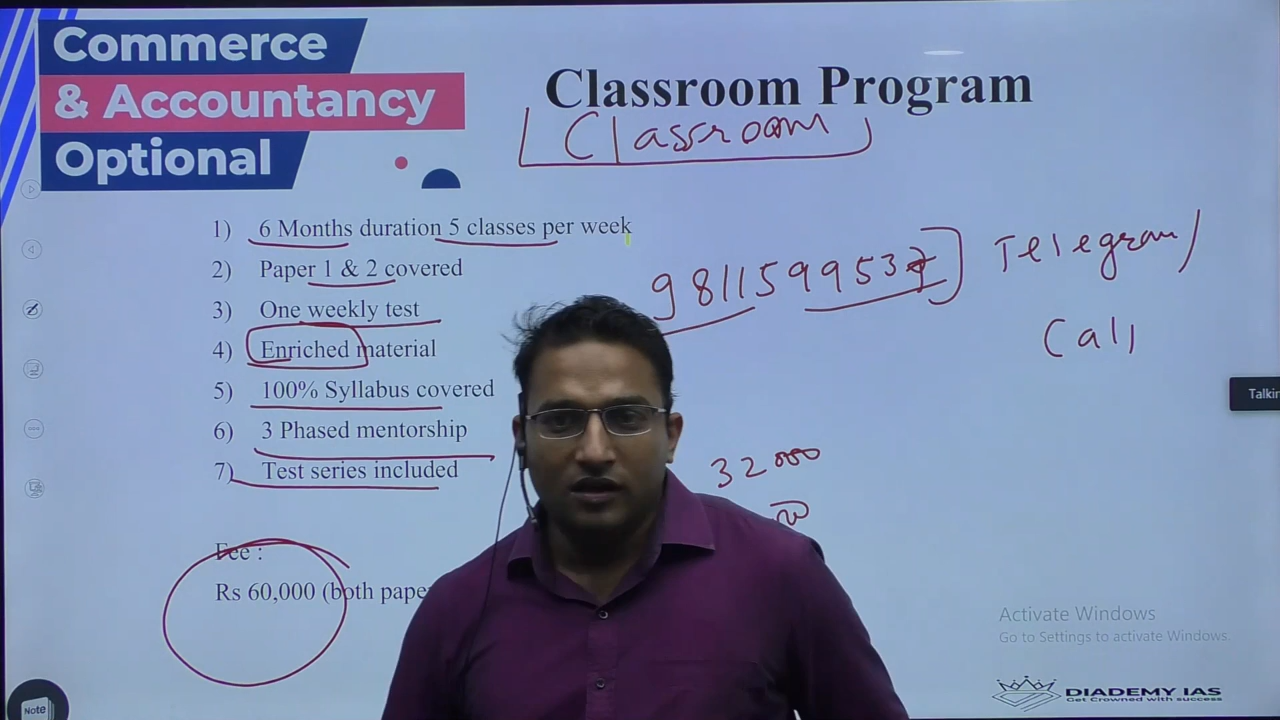 Commerce
& Accountancy
Optional
Classroom Program
Classroom
1) 6 Months duration 5 classes per week
2) Paper 1 & 2 covered
3) One weekly test
4) Enriched material
5) 100% Syllabus covered
6) 3 Phased mentorship
7) Test series included
Telegram/
Call
32000
Fee :
Rs 60,000 (both pape
Talkin
Activate Windows
Go to Settings to activate Windows.
Note
DIADEMY IAS
Get Crowned with success